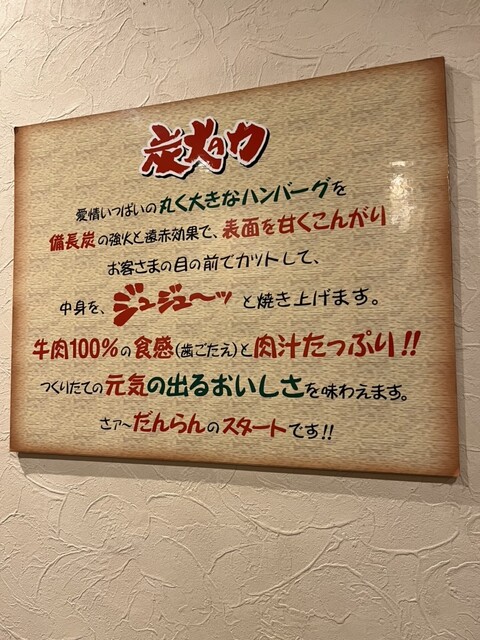 炭火の力
愛情いっぱいの丸く大きなハンバーグを
備長炭の強火と遠赤効果で、表面を甘くこんがり
お客さまの目の前でカットして、
中身を、ジュジュ～ッと焼き上げます。
牛肉100%の食感(歯ごたえ)と肉汁たっぷり!!
つくりたての元気の出るおいしさを味わえます。
さァ～だんらんのスタートです!!